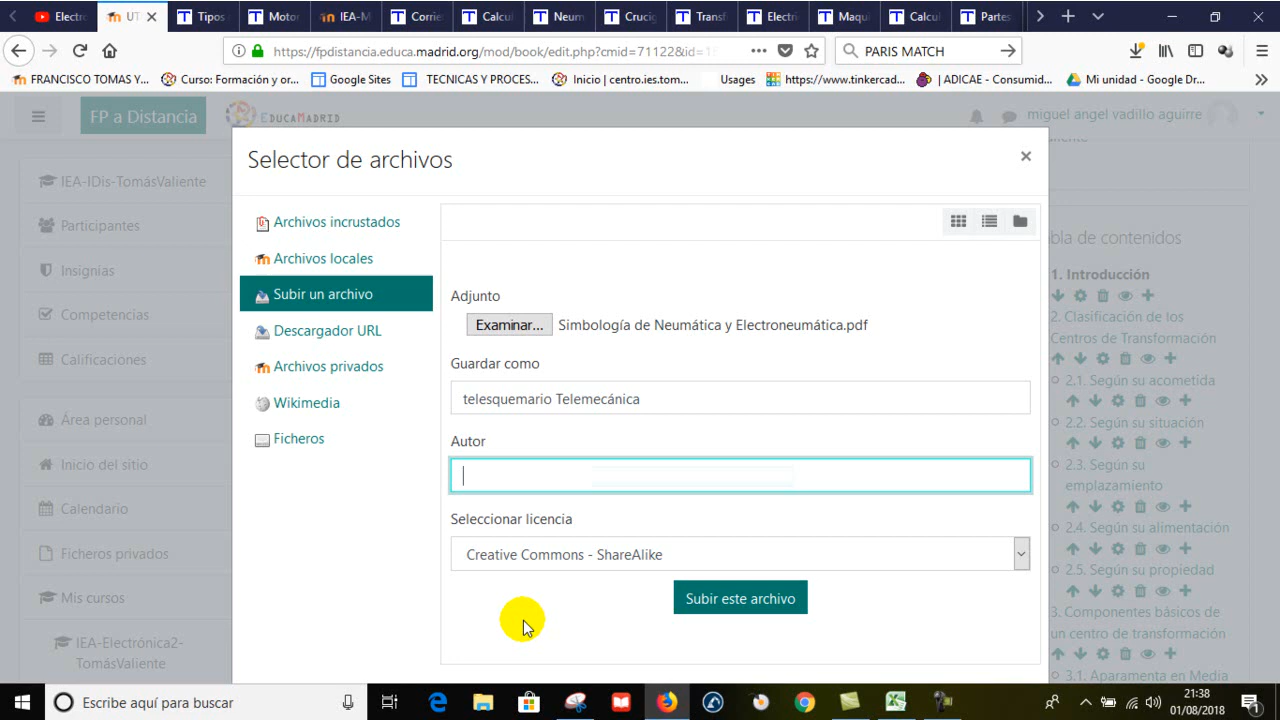 Electro
UT
Tipos
Motor
IEA-M
Corrie
Calcul
Neum
Crucig
Transf
Electri
Maqu
Calcul
Partes
https://fpdistancia.educa.madrid.org/mod/book/edit.php?cmid=71122&id=1
PARIS MATCH
FRANCISCO TOMAS Y...
Curso: Formación y or...
Google Sites
TECNICAS Y PROCES...
Inicio | centro.ies.tom...
Usages
https://www.tinkercad...
ADICAE - Consumid...
Mi unidad - Google Dr...
FP a Distancia
EDUCAMADRID
miguel angel vadillo aguirre
IEA-IDis-TomásValiente
Participantes
Insignias
Competencias
Calificaciones
Área personal
Inicio del sitio
Calendario
Ficheros privados
Mis cursos
IEA-Electrónica2-
TomásValiente
Selector de archivos
Archivos incrustados
Archivos locales
Subir un archivo
Descargador URL
Archivos privados
Wikimedia
Ficheros
Adjunto
Examinar...
Simbología de Neumática y Electroneumática.pdf
Guardar como
telesquemario Telemecánica
Autor
Seleccionar licencia
Creative Commons - ShareAlike
Subir este archivo
bla de contenidos
1. Introducción
2. Clasificación de los
Centros de Transformación
2.1. Según su acometida
2.2. Según su situación
2.3. Según su
emplazamiento
2.4. Según su alimentación
2.5. Según su propiedad
3. Componentes básicos de
un centro de transformación
3.1. Aparamenta en Media
Escribe aquí para buscar
21:38
01/08/2018